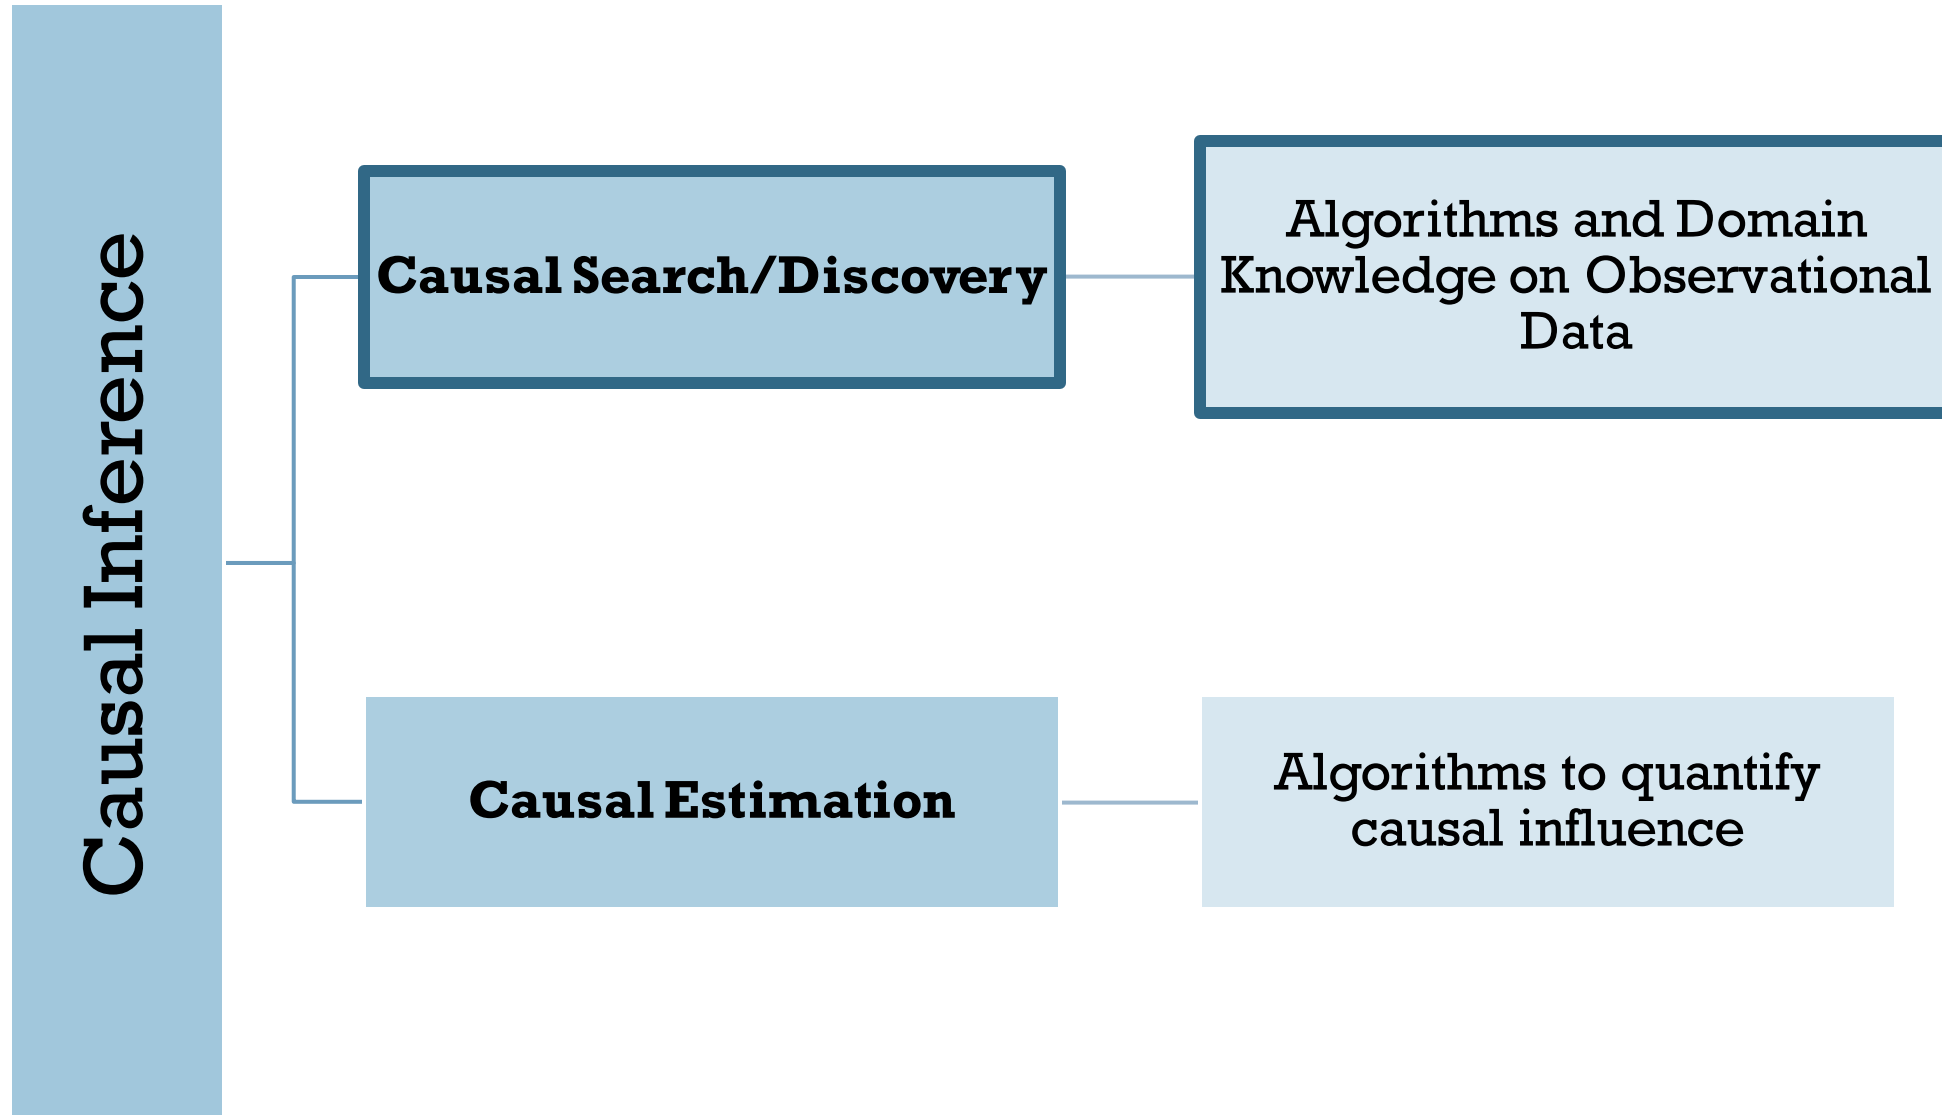 Causal Inference
Causal Search/Discovery
Algorithms and Domain
Knowledge on Observational
Data
Causal Estimation
Algorithms to quantify
causal influence